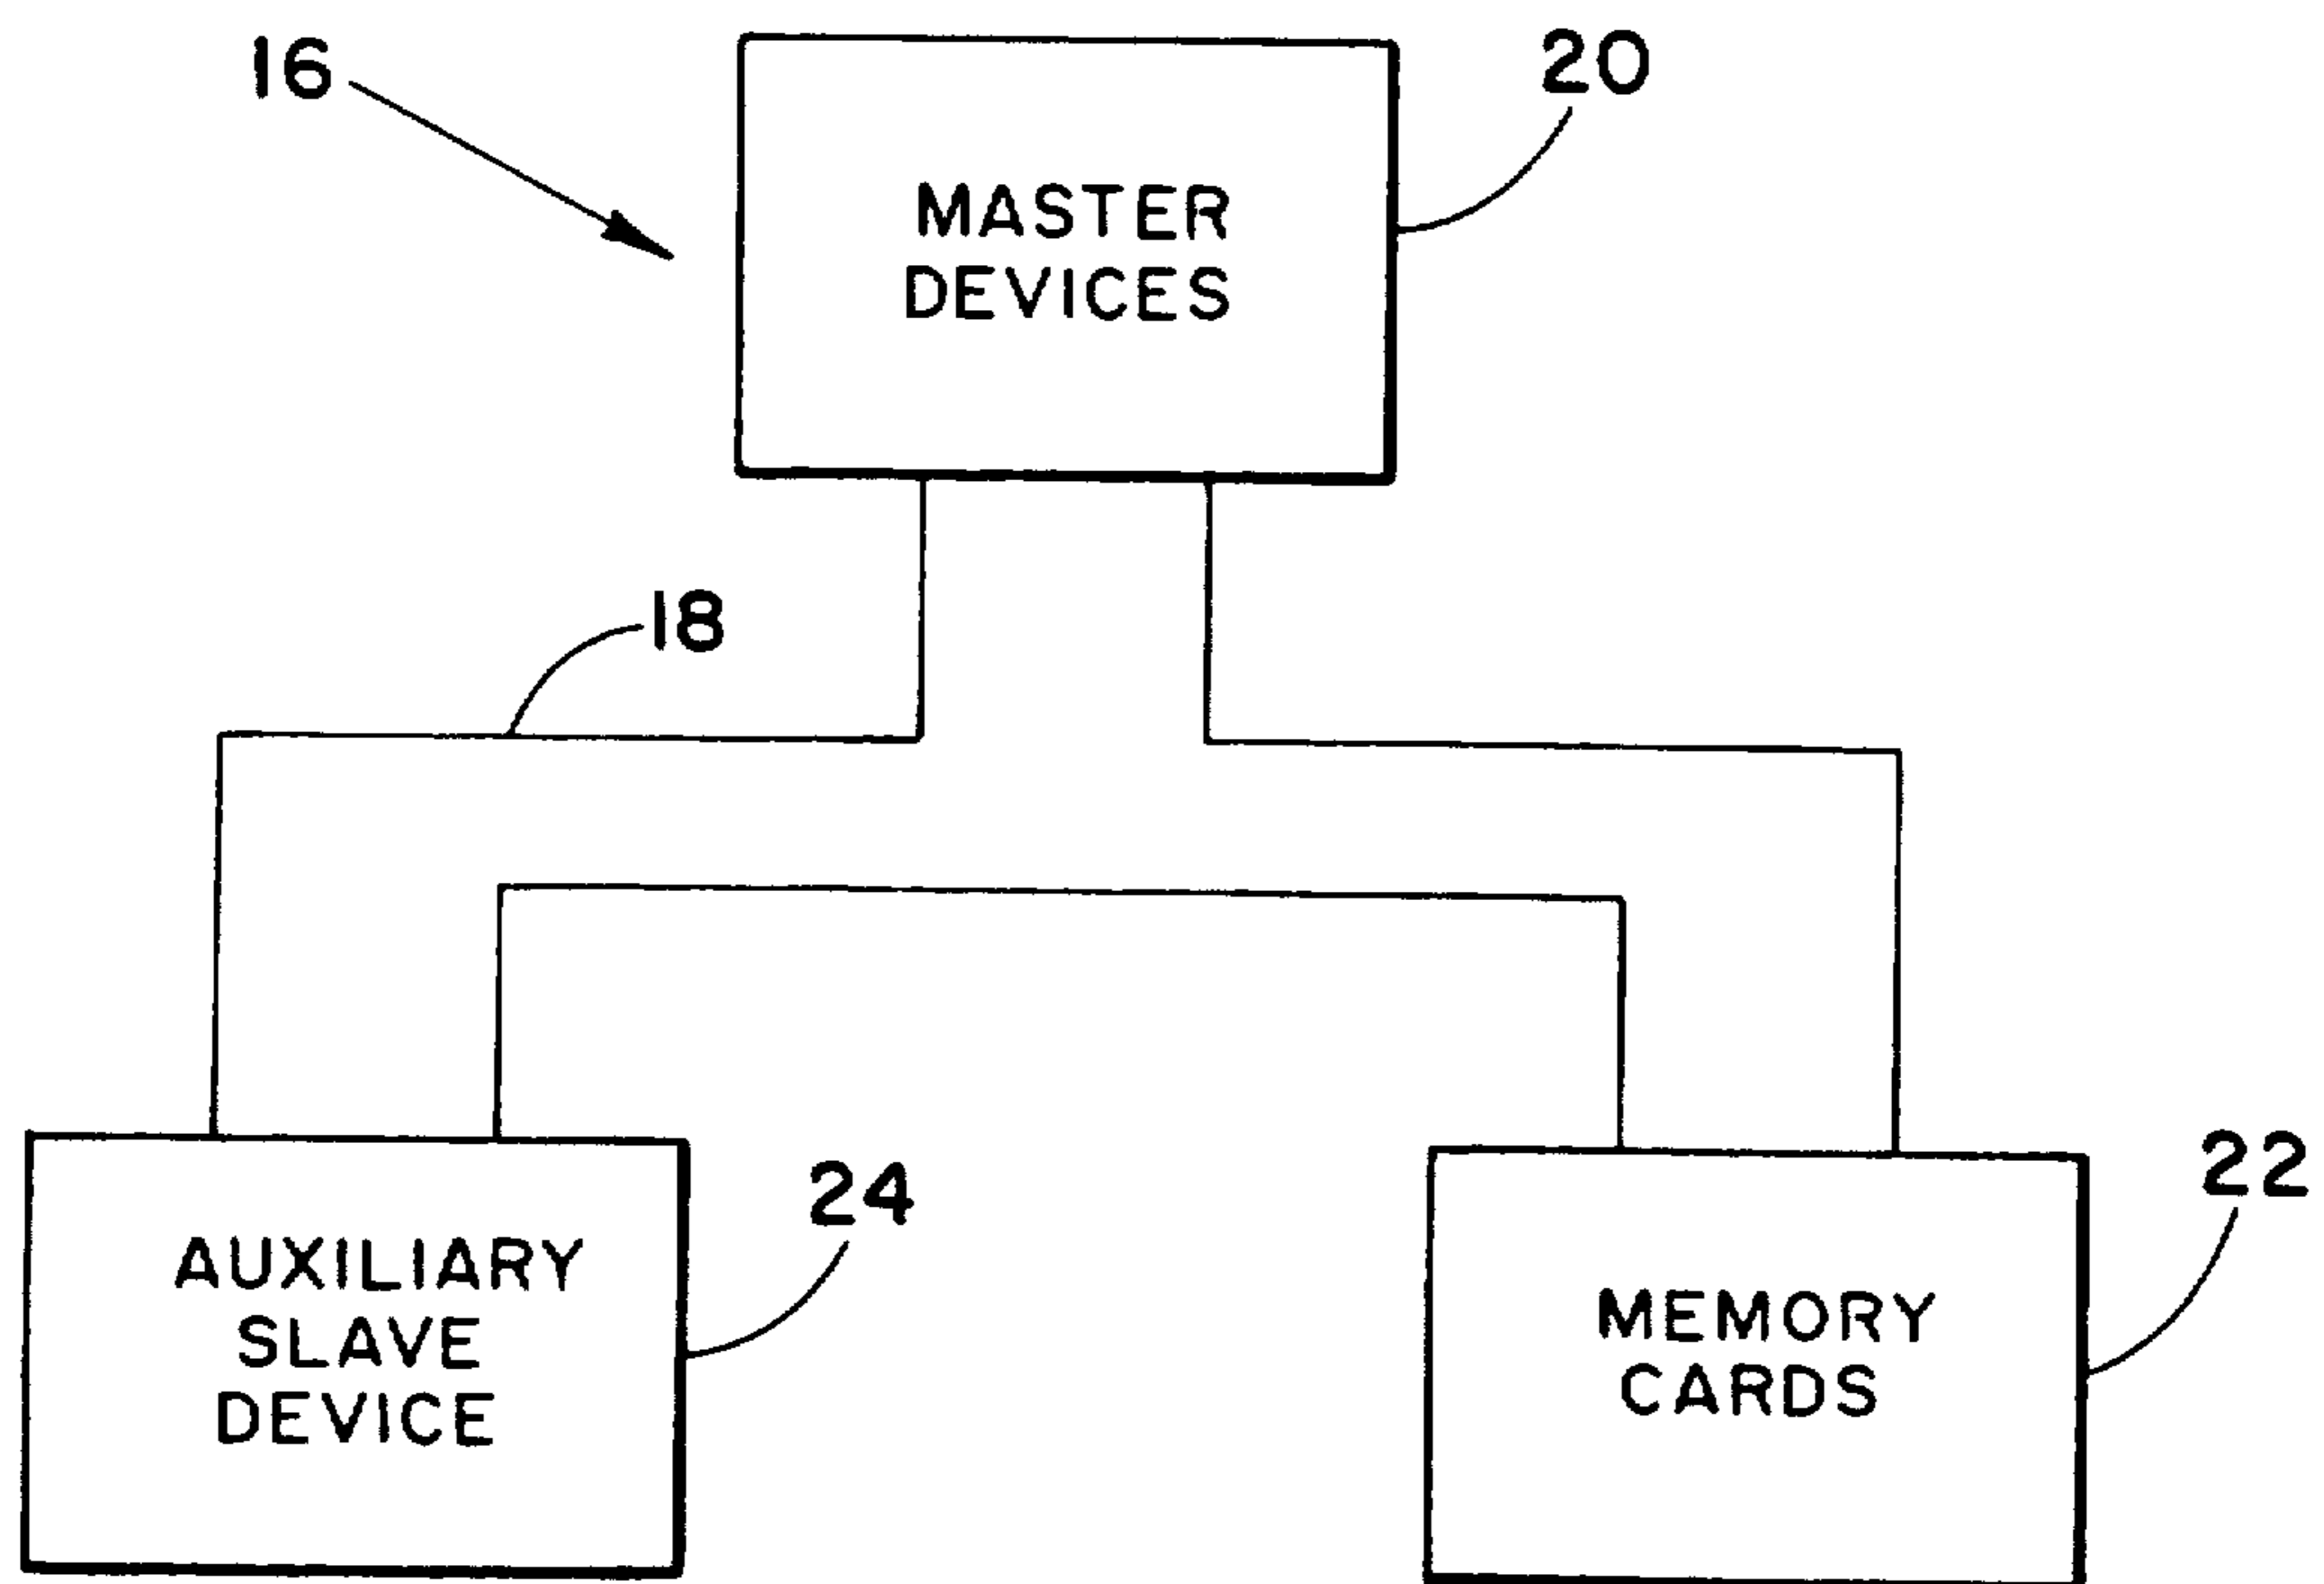 16
20
MASTER
DEVICES
18
24
22
AUXILIARY
SLAVE
DEVICE
MEMORY
CARDS